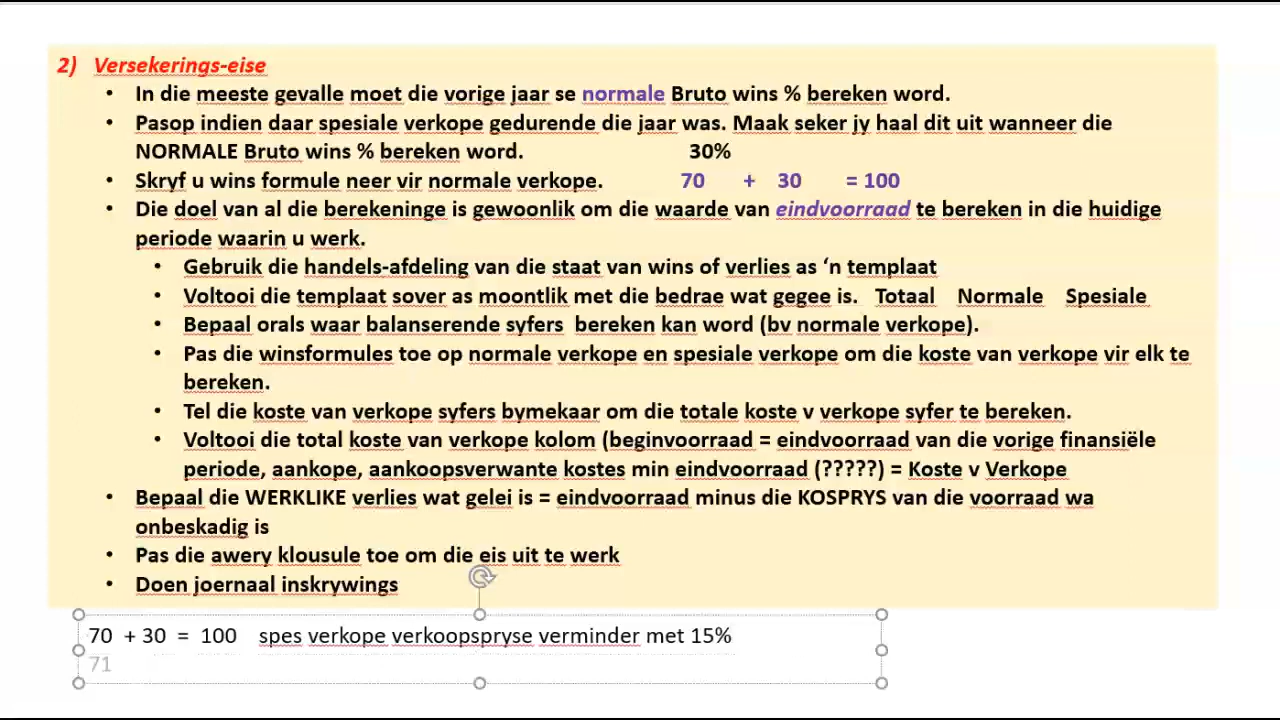 2) Versekerings-eise
• In die meeste gevalle moet die vorige jaar se normale Bruto wins % bereken word.
• Pasop indien daar spesiale verkope gedurende die jaar was. Maak seker jy haal dit uit wanneer die
NORMALE Bruto wins % bereken word. 30%
• Skryf u wins formule neer vir normale verkope. 70 + 30 = 100
• Die doel van al die berekeninge is gewoonlik om die waarde van eindvoorraad te bereken in die huidige
periode waarin u werk.
• Gebruik die handels-afdeling van die staat van wins of verlies as ‘n templaat
• Voltooi die templaat sover as moontlik met die bedrae wat gegee is. Totaal Normale Spesiale
• Bepaal orals waar balanserende syfers bereken kan word (bv normale verkope).
• Pas die winsformules toe op normale verkope en spesiale verkope om die koste van verkope vir elk te
bereken.
• Tel die koste van verkope syfers bymekaar om die totale koste v verkope syfer te bereken.
• Voltooi die total koste van verkope kolom (beginvoorraad = eindvoorraad van die vorige finansiële
periode, aankope, aankoopsverwante kostes min eindvoorraad (?????) = Koste v Verkope
• Bepaal die WERKLIKE verlies wat gelei is = eindvoorraad minus die KOSPRYS van die voorraad wa
onbeskadig is
• Pas die awery klousule toe om die eis uit te werk
• Doen joernaal inskrywings
70 + 30 = 100 spes verkope verkoopspryse verminder met 15%
71